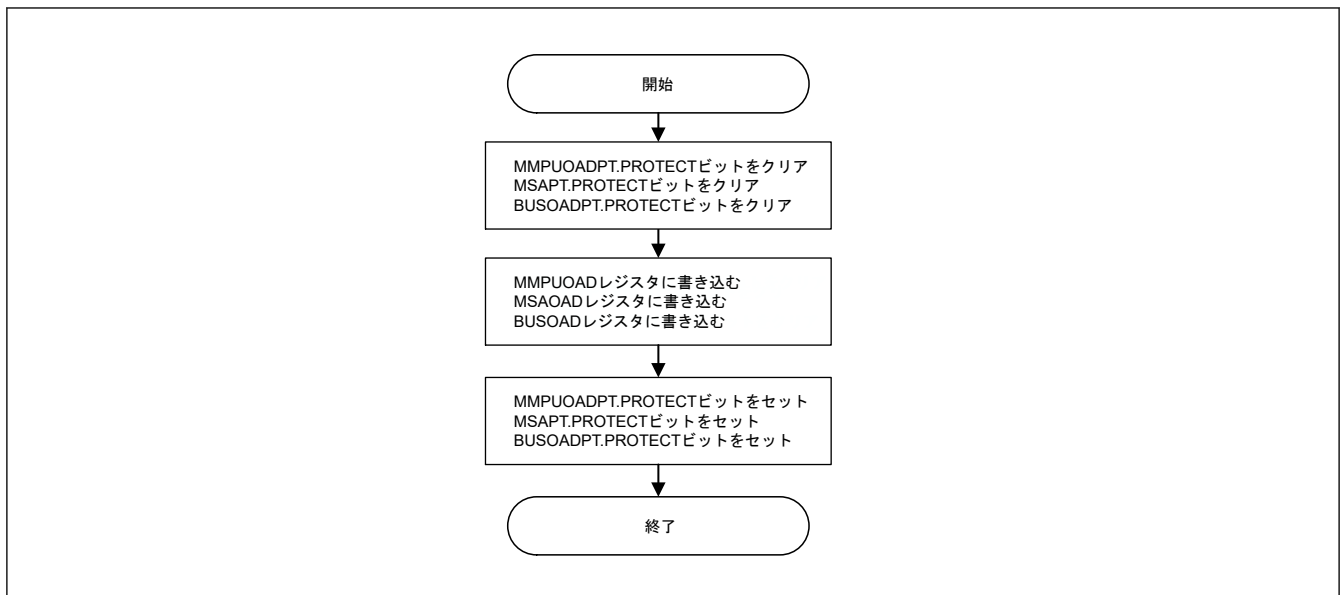 開始
MMPUOADPT.PROTECTビットをクリア
MSAPT.PROTECTビットをクリア
BUSOADPT.PROTECTビットをクリア
MMPUOADレジスタに書き込む
MSAOADレジスタに書き込む
BUSOADレジスタに書き込む
MMPUOADPT.PROTECTビットをセット
MSAPT.PROTECTビットをセット
BUSOADPT.PROTECTビットをセット
終了